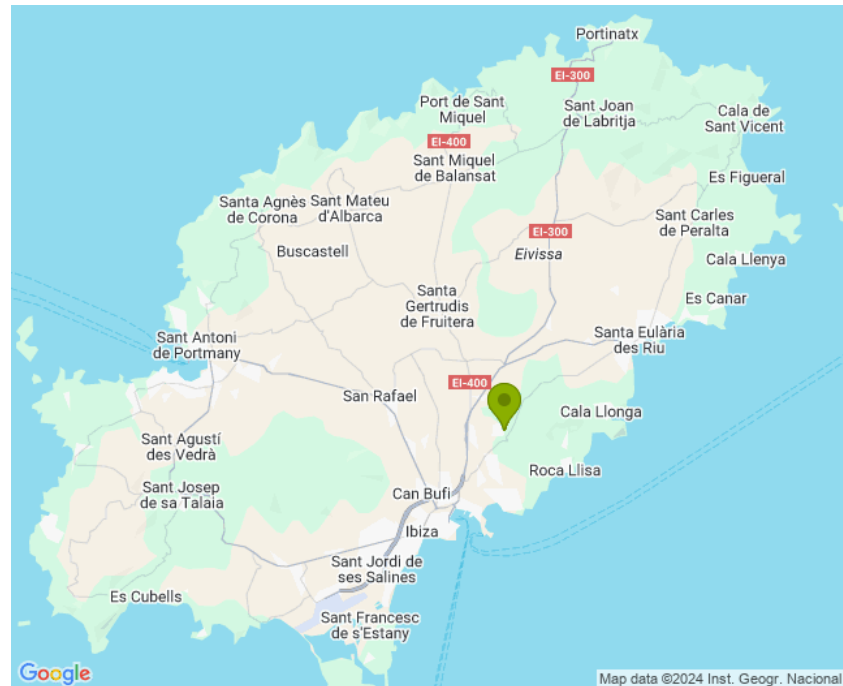 Portinatx
EI-300
Port de Sant
Miquel
Sant Joan
de Labritja
Cala de
Sant Vicent
EI-400
Sant Miquel
de Balansat
Es Figueral
Santa Agnès
de Corona
Sant Mateu
d'Albarca
Sant Carles
de Peralta
EI-300
Buscastell
Eivissa
Cala Llenya
Santa
Gertrudis
de Fruitera
Es Canar
Sant Antoni
de Portmany
Santa Eulària
des Riu
EI-400
San Rafael
Cala Llonga
Sant Agustí
des Vedrà
Roca Llisa
Sant Josep
de sa Talaia
Can Bufi
Ibiza
Sant Jordi de
ses Salines
Es Cubells
Sant Francesc
de s'Estany
Google
Map data ©2024 Inst. Geogr. Nacional